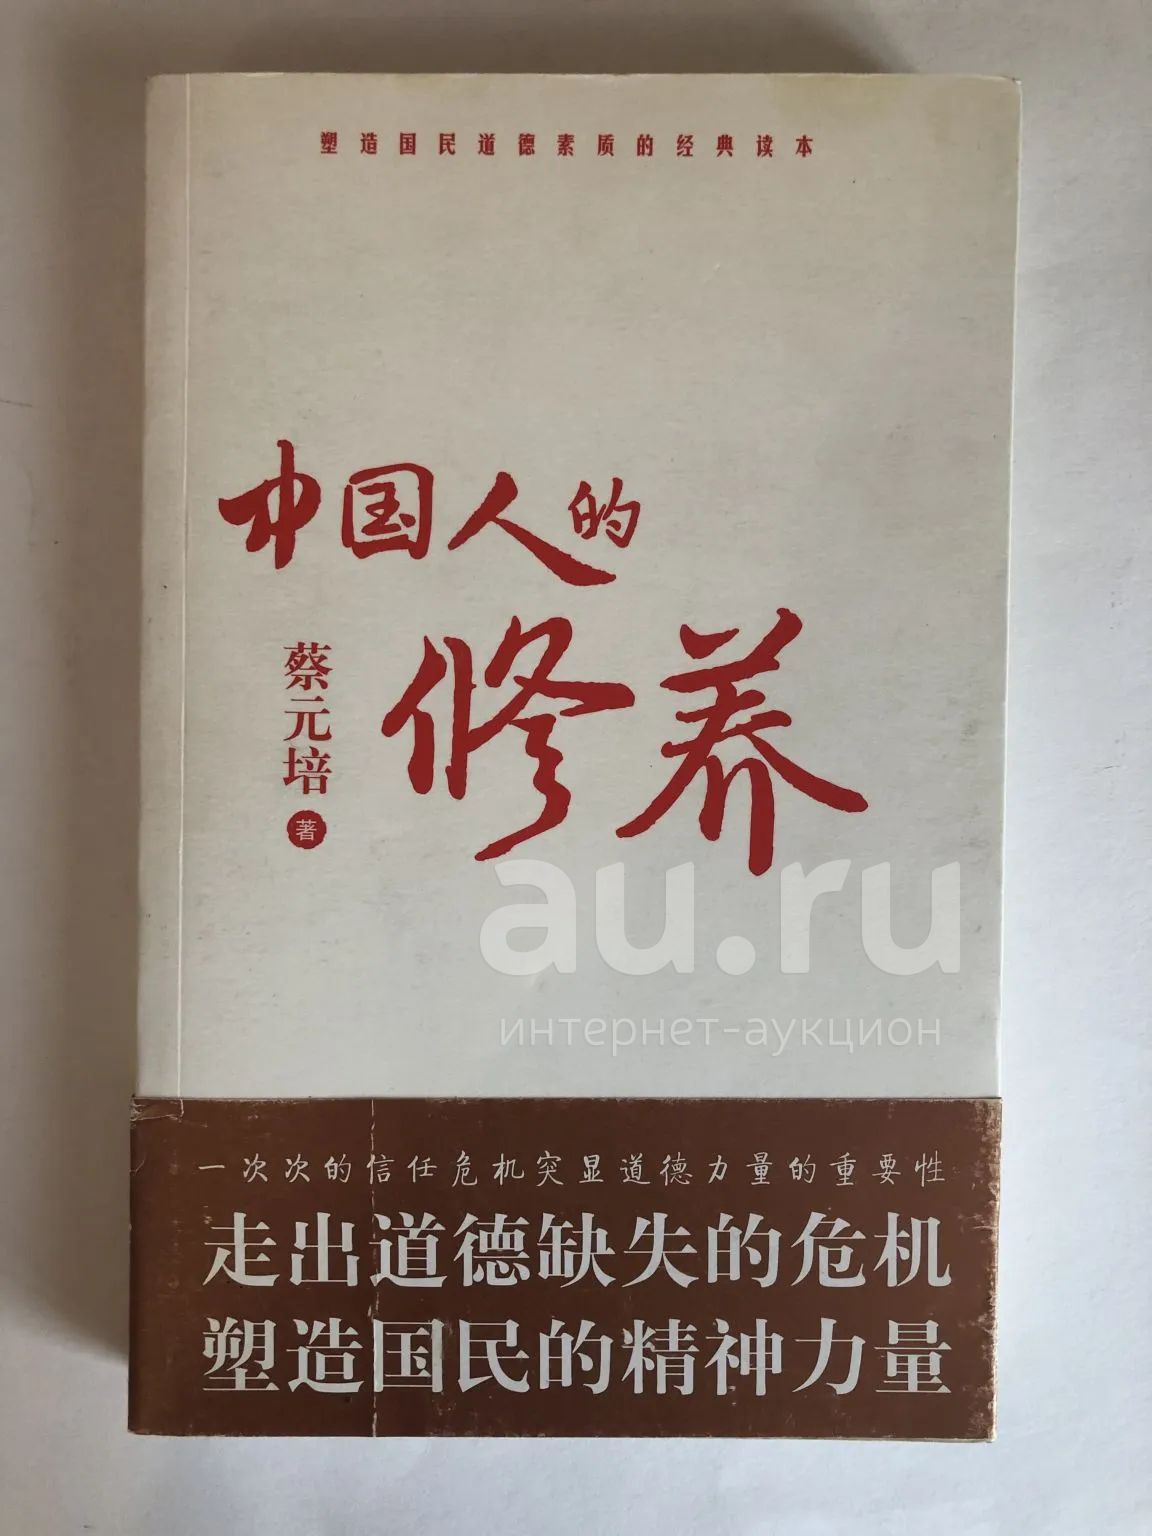 塑造国民道德素质的经典读本
中国人的
修养
蔡元培
著
au.ru
интернет-аукцион
一次次的信任危机突显道德力量的重要性
走出道德缺失的危机
塑造国民的精神力量